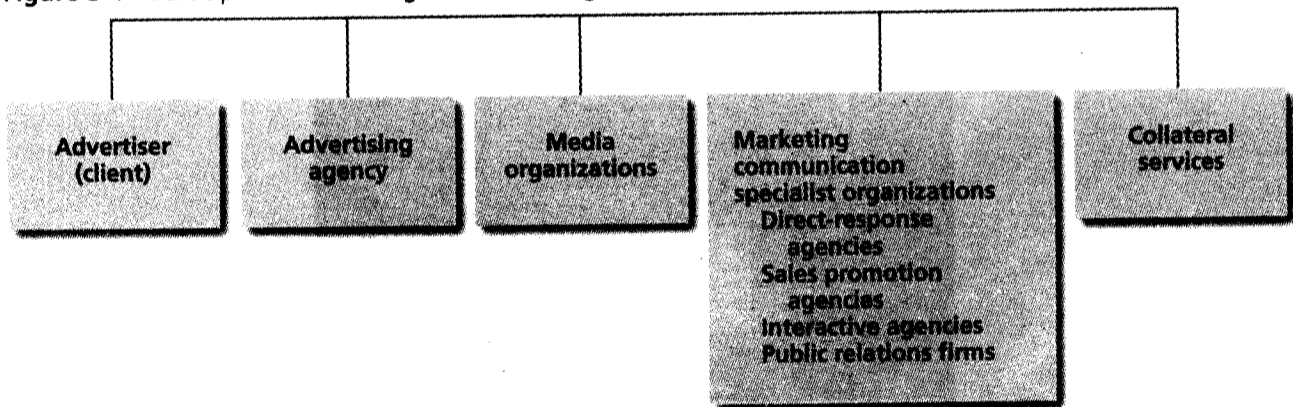 Advertiser
(client)
Advertising
agency
Media
organizations
Marketing
communication
specialist organizations
Direct-response
agencies
Sales promotion
agencies
Interactive agencies
Public relations firms
Collateral
services